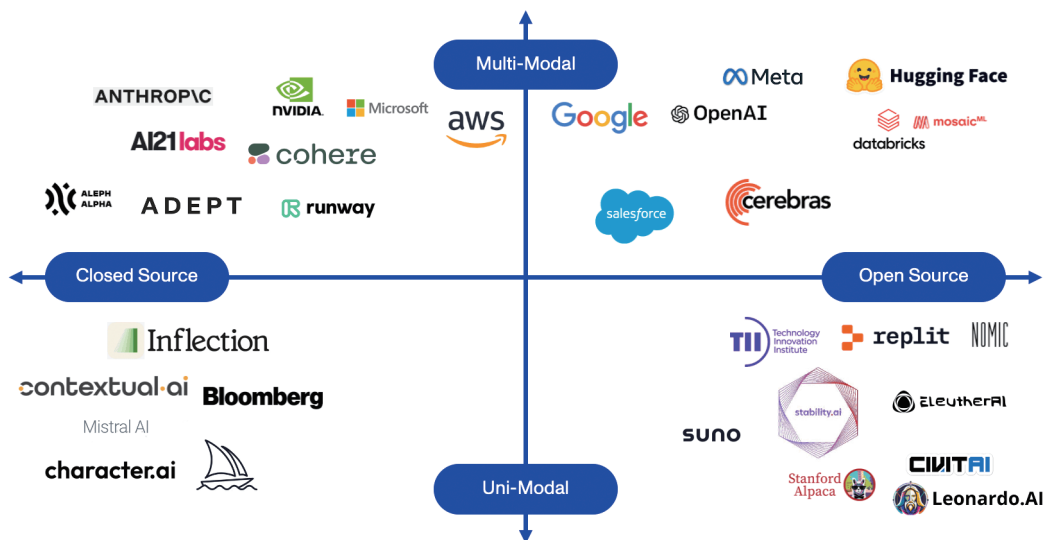 Multi-Modal
ANTHROP\C
NVIDIA.
Microsoft
aws
Google
Meta
OpenAI
Hugging Face
AI21labs
cohere
databricks
mosaicML
ALEPH
ALPHA
ADEPT
runway
salesforce
cerebras
Closed Source
Open Source
Inflection
TII
Technology
Innovation
Institute
replit
NOMIC
contextual.ai
Bloomberg
stability.ai
ELEUTHERAI
Mistral AI
suno
character.ai
CIVITAI
Uni-Modal
Stanford
Alpaca
Leonardo.AI